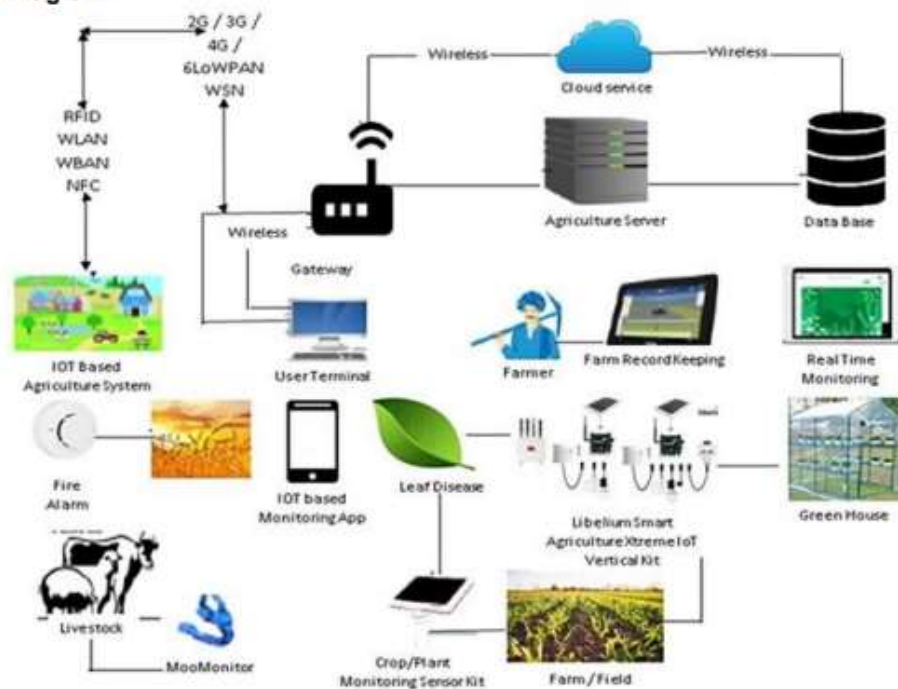 2G / 3G /
4G /
6LoWPAN
WSN
Wireless
Wireless
Cloud service
RFID
WLAN
WBAN
NFC
Agriculture Server
Data Base
Wireless
Gateway
IOT Based
Agriculture System
User Terminal
Farmer
Farm Record Keeping
Real Time
Monitoring
Fire
Alarm
IOT based
Monitoring App
Leaf Disease
Libelium Smart
Agriculture Xtreme IoT
Vertical Kit
Green House
Livestock
MooMonitor
Crop/Plant
Monitoring Sensor Kit
Farm / Field